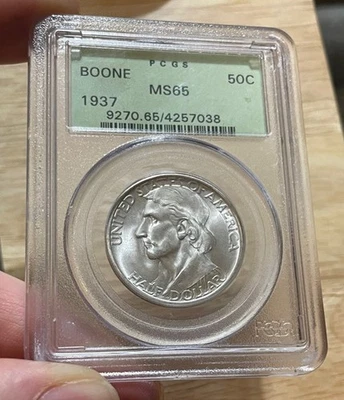 PCGS
BOONE 50C
MS65
1937
9270.65/4257038
UNITED STATES OF AMERICA
HALF DOLLAR
PCGS